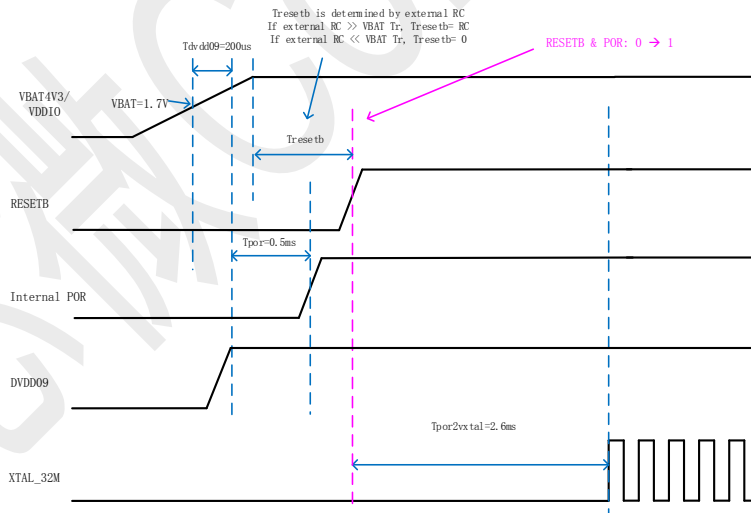 Tresetb is determined by external RC
If external RC >> VBAT Tr, Tresetb= RC
If external RC << VBAT Tr, Tresetb= 0
Tdvdd09=200us
RESETB & POR: 0 → 1
VBAT4V3/
VDDIO
VBAT=1.7V
Tresetb
RESETB
Tpor=0.5ms
Internal POR
DVDD09
Tpor2vxtal=2.6ms
XTAL_32M